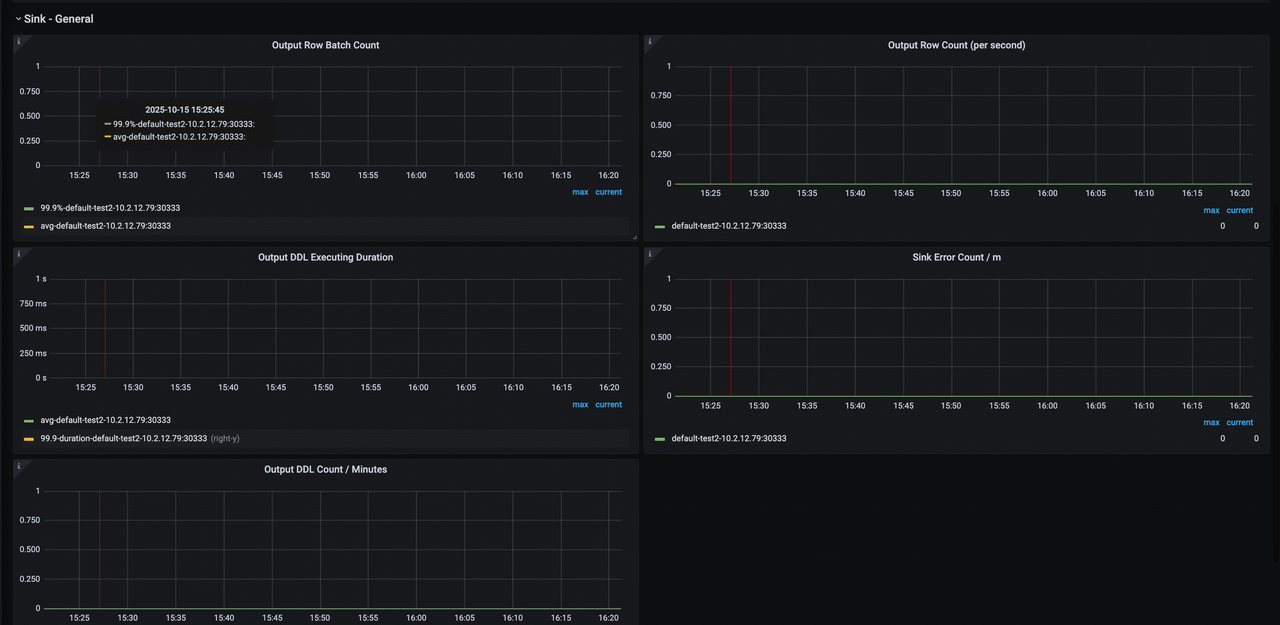 Sink - General
Output Row Batch Count
1
0.750
0.500
0.250
0
2025-10-15 15:25:45
99.9%-default-test2-10.2.12.79:30333:
avg-default-test2-10.2.12.79:30333:
15:25 15:30 15:35 15:40 15:45 15:50 15:55 16:00 16:05 16:10 16:15 16:20
max current
99.9%-default-test2-10.2.12.79:30333
avg-default-test2-10.2.12.79:30333
Output Row Count (per second)
1
0.750
0.500
0.250
0
15:25 15:30 15:35 15:40 15:45 15:50 15:55 16:00 16:05 16:10 16:15 16:20
max current
default-test2-10.2.12.79:30333 0 0
Output DDL Executing Duration
1 s
750 ms
500 ms
250 ms
0 s
15:25 15:30 15:35 15:40 15:45 15:50 15:55 16:00 16:05 16:10 16:15 16:20
max current
avg-default-test2-10.2.12.79:30333
99.9-duration-default-test2-10.2.12.79:30333 (right-y)
Sink Error Count / m
1
0.750
0.500
0.250
0
15:25 15:30 15:35 15:40 15:45 15:50 15:55 16:00 16:05 16:10 16:15 16:20
max current
default-test2-10.2.12.79:30333 0 0
Output DDL Count / Minutes
1
0.750
0.500
0.250
0
15:25 15:30 15:35 15:40 15:45 15:50 15:55 16:00 16:05 16:10 16:15 16:20